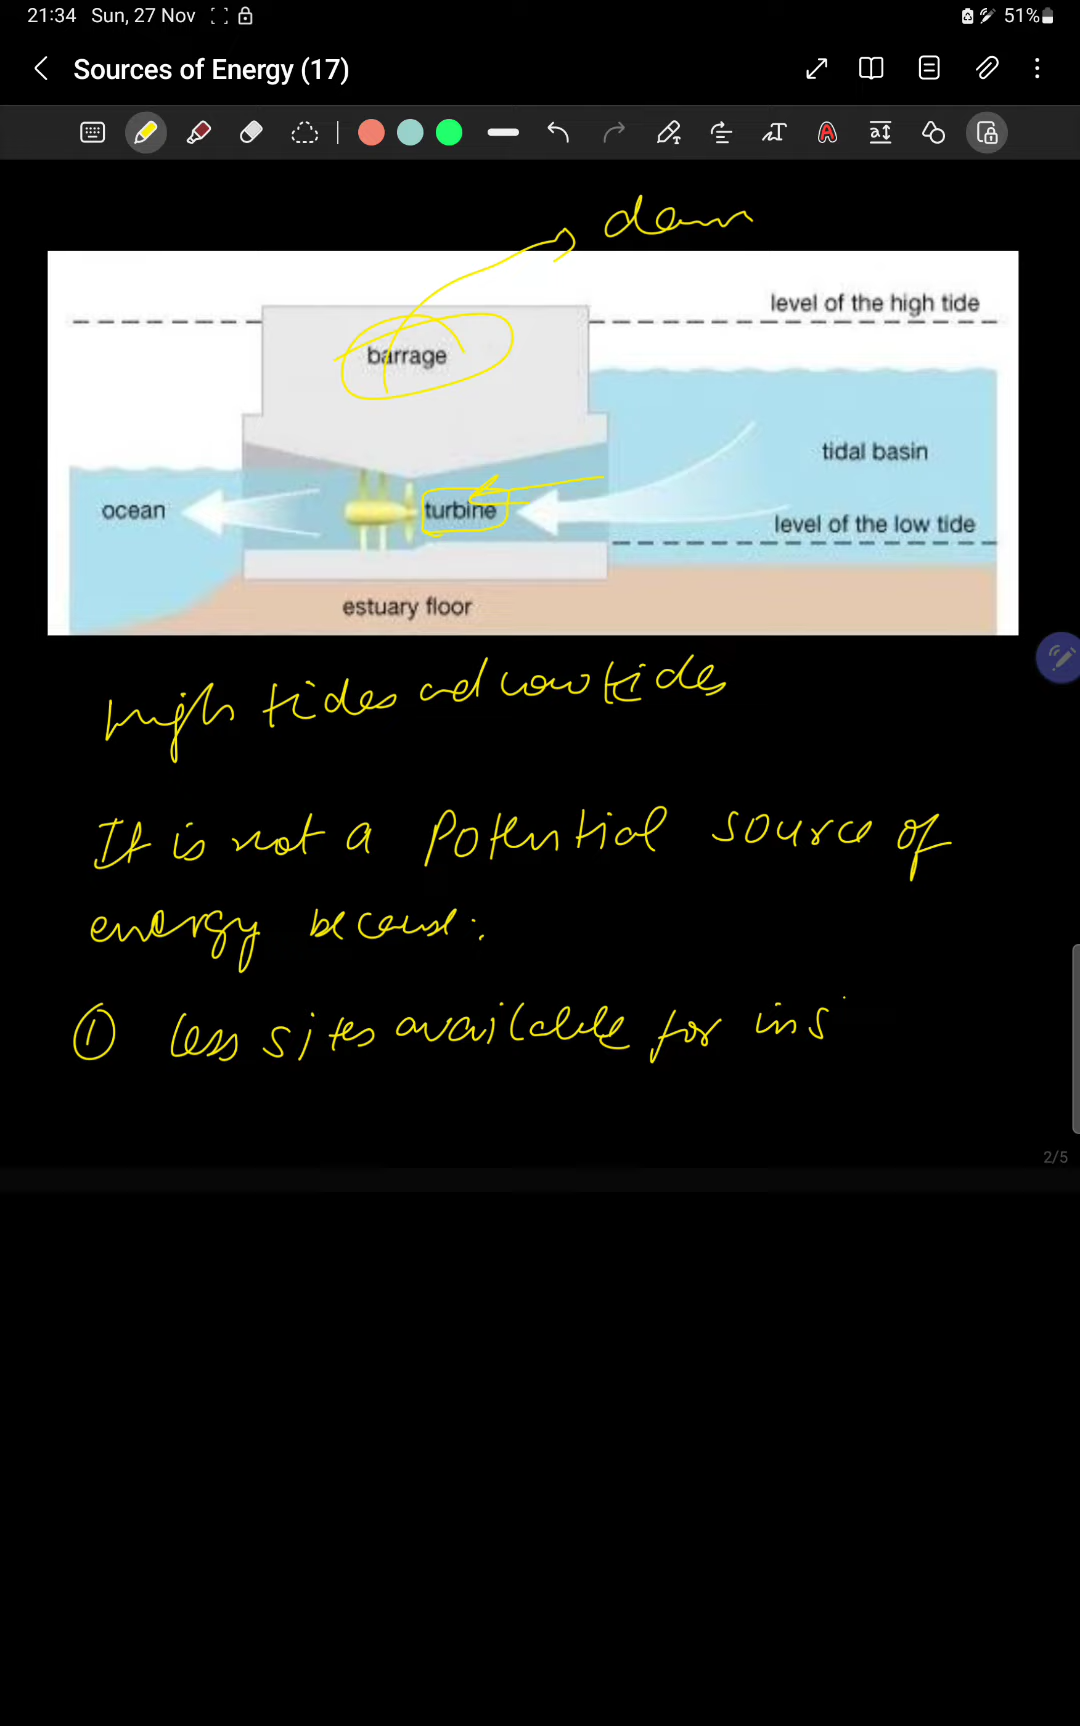 21:34 Sun, 27 Nov 51%
Sources of Energy (17)
dam
level of the high tide
barrage
tidal basin
ocean
turbine
level of the low tide
estuary floor
high tides and low tides
It is not a Potential source of
energy because:
① less sites available for ins
2/5